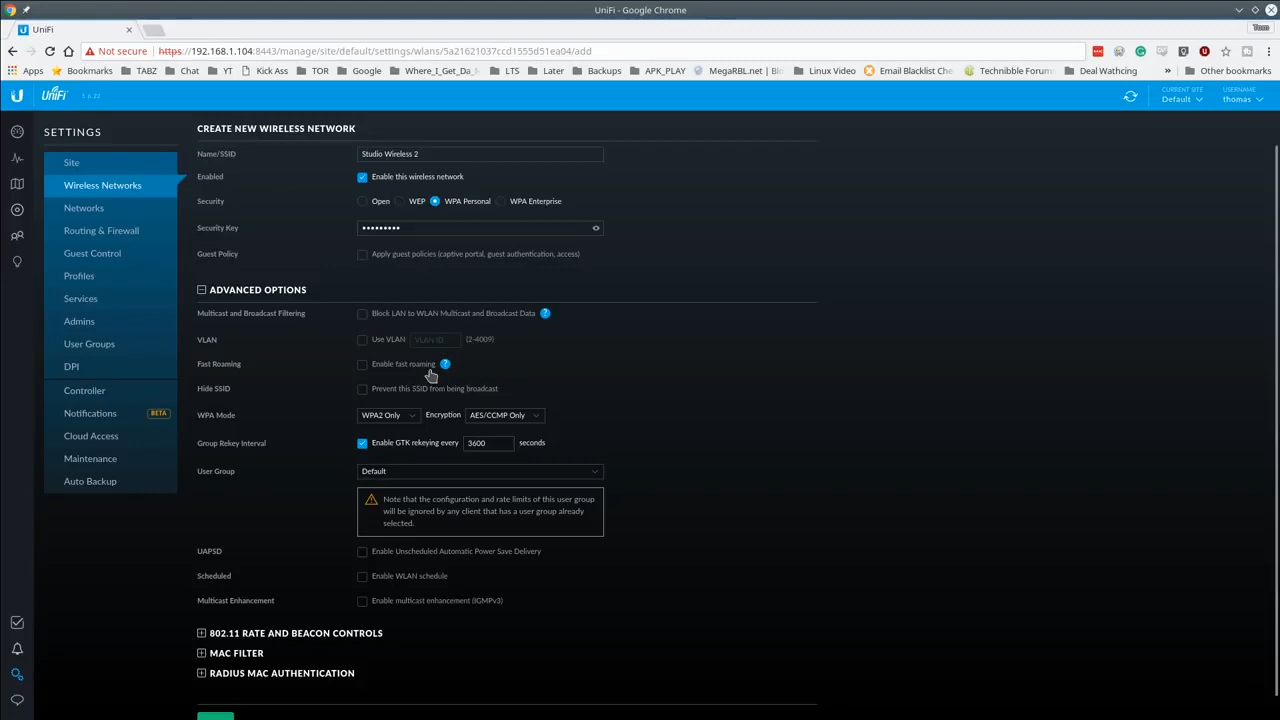 UniFi - Google Chrome
UniFi
Tom
Not secure https://192.168.1.104:8443/manage/site/default/settings/wlans/5a21621037ccd1555d51ea04/add
Apps Bookmarks TABZ Chat YT Kick Ass TOR Google Where_I_Get_Da_ LTS Later Backups APK_PLAY MegaRBL.net | Blo Linux Video Email Blacklist Che Technibble Forum Deal Wathcing » Other bookmarks
UniFi
CURRENT SITE
Default
USERNAME
thomas
SETTINGS
Site
Wireless Networks
Networks
Routing & Firewall
Guest Control
Profiles
Services
Admins
User Groups
DPI
Controller
Notifications BETA
Cloud Access
Maintenance
Auto Backup
CREATE NEW WIRELESS NETWORK
Name/SSID Studio Wireless 2
Enabled Enable this wireless network
Security Open WEP WPA Personal WPA Enterprise
Security Key •••••••••
Guest Policy Apply guest policies (captive portal, guest authentication, access)
ADVANCED OPTIONS
Multicast and Broadcast Filtering Block LAN to WLAN Multicast and Broadcast Data ?
VLAN Use VLAN VLAN ID (2-4009)
Fast Roaming Enable fast roaming ?
Hide SSID Prevent this SSID from being broadcast
WPA Mode WPA2 Only Encryption AES/CCMP Only
Group Rekey Interval Enable GTK rekeying every 3600 seconds
User Group Default
Note that the configuration and rate limits of this user group
will be ignored by any client that has a user group already
selected.
UAPSD Enable Unscheduled Automatic Power Save Delivery
Scheduled Enable WLAN schedule
Multicast Enhancement Enable multicast enhancement (IGMPv3)
802.11 RATE AND BEACON CONTROLS
MAC FILTER
RADIUS MAC AUTHENTICATION